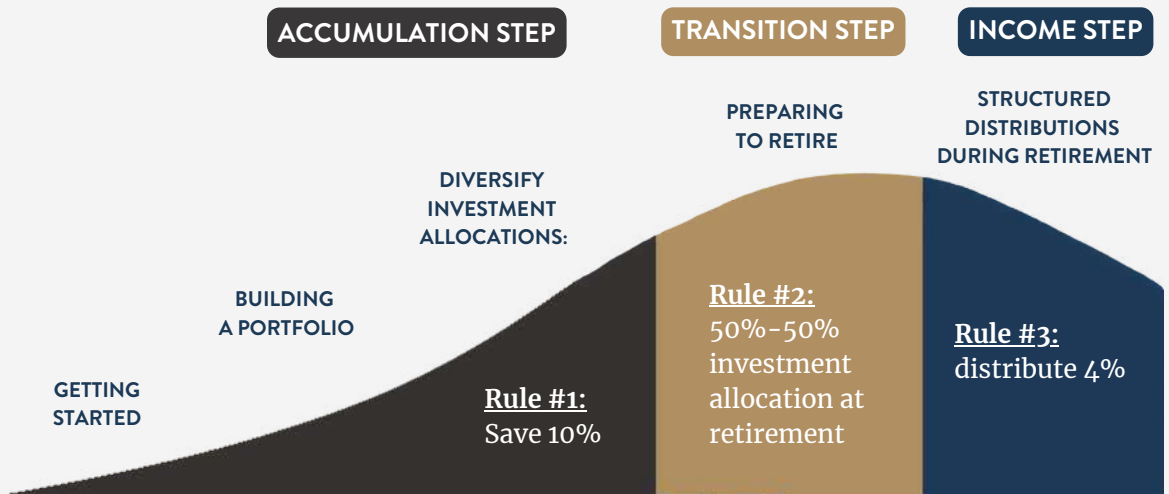 ACCUMULATION STEP
TRANSITION STEP
INCOME STEP
GETTING
STARTED
BUILDING
A PORTFOLIO
DIVERSIFY
INVESTMENT
ALLOCATIONS:
PREPARING
TO RETIRE
STRUCTURED
DISTRIBUTIONS
DURING RETIREMENT
Rule #1:
Save 10%
Rule #2:
50%-50%
investment
allocation at
retirement
Rule #3:
distribute 4%